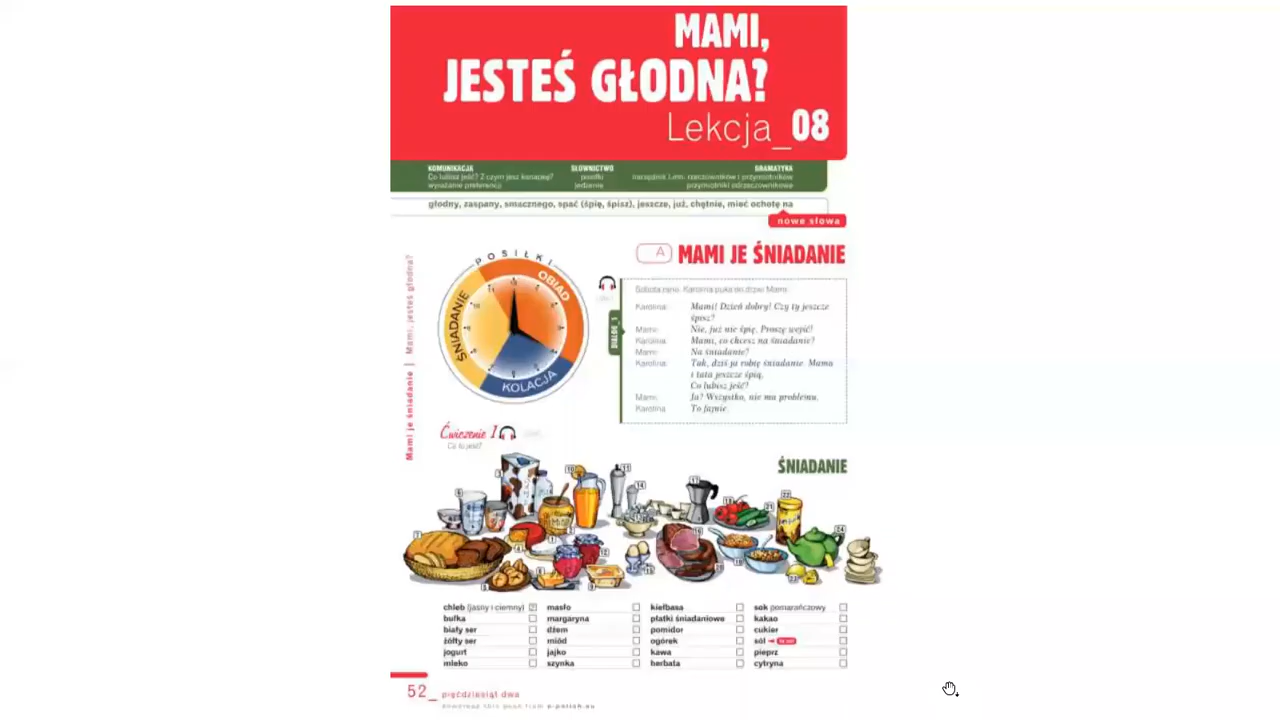 MAMI,
JESTEŚ GŁODNA?
Lekcja_08
KOMUNIKACJA
Co lubisz jeść? Z czym jesz kanapkę?
wyrażanie preferencji
SŁOWNICTWO
posiłki
jedzenie
GRAMATYKA
narzędnik l.mn. rzeczowników i przymiotników
przymiotniki odrzeczownikowe
głodny, zaspany, smacznego, spać (śpię, śpisz), jeszcze, już, chętnie, mieć ochotę na
nowe słowa
Mami je śniadanie | Mami, jesteś głodna?
POSIŁKI
OBIAD
ŚNIADANIE
KOLACJA
A MAMI JE ŚNIADANIE
DIALOG_1
Sobota rano. Karolina puka do drzwi Mami.
Karolina: Mami! Dzień dobry! Czy ty jeszcze
śpisz?
Mami: Nie, już nie śpię. Proszę wejść!
Karolina: Mami, co chcesz na śniadanie?
Mami: Na śniadanie?
Karolina: Tak, dziś ja robię śniadanie. Mama
i tata jeszcze śpią.
Co lubisz jeść?
Mami: Ja? Wszystko, nie ma problemu.
Karolina: To fajnie.
Ćwiczenie 1
Co to jest?
ŚNIADANIE
chleb (jasny i ciemny) masło kiełbasa sok pomarańczowy
bułka margaryna płatki śniadaniowe kakao
biały ser dżem pomidor cukier
żółty ser miód ogórek sól
jogurt jajko kawa pieprz
mleko szynka herbata cytryna
52_ pięćdziesiąt dwa
download this page from e-polish.eu